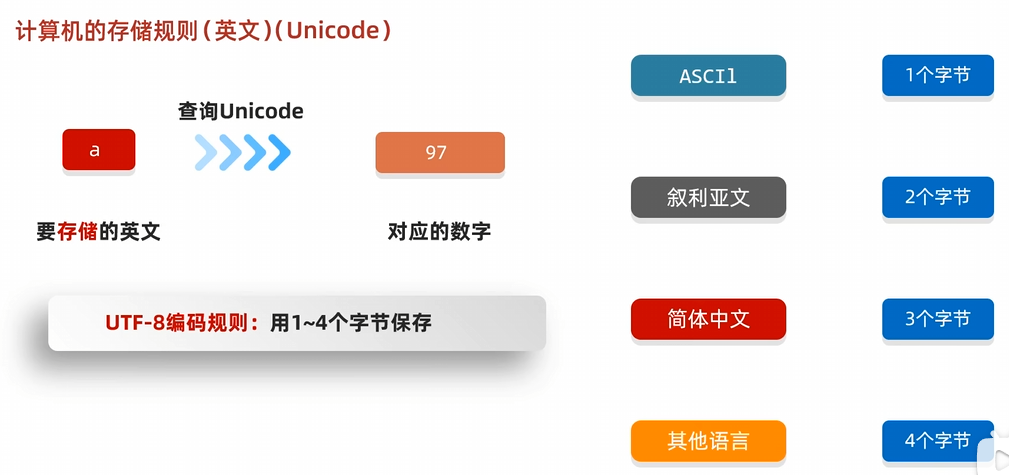 计算机的存储规则(英文)(Unicode)
查询Unicode
a
97
要存储的英文
对应的数字
UTF-8编码规则：用1~4个字节保存
ASCIl
1个字节
叙利亚文
2个字节
简体中文
3个字节
其他语言
4个字节